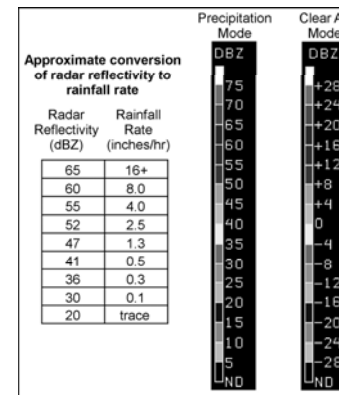 Precipitation
Mode
Clear A
Mode
Approximate conversion
of radar reflectivity to
rainfall rate
Radar
Reflectivity
(dBZ)
Rainfall
Rate
(inches/hr)
65 16+
60 8.0
55 4.0
52 2.5
47 1.3
41 0.5
36 0.3
30 0.1
20 trace
DBZ
75
70
65
60
55
50
45
40
35
30
25
20
15
10
5
ND
DBZ
+28
+24
+20
+16
+12
+8
+4
0
-4
-8
-12
-16
-20
-24
-28
ND